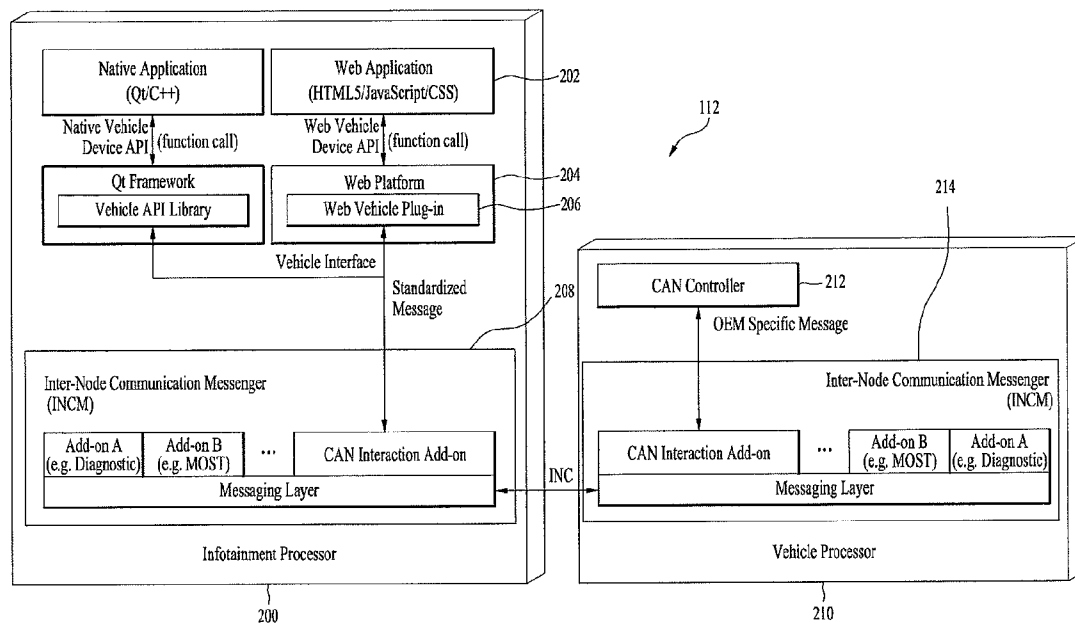 Native Application
(Qt/C++)
Web Application
(HTML5/JavaScript/CSS)
202
Native Vehicle
Device API
(function call)
Web Vehicle
Device API
(function call)
112
Qt Framework
Vehicle API Library
Web Platform
Web Vehicle Plug-in
204
206
214
Vehicle Interface
Standardized
Message
208
CAN Controller
212
OEM Specific Message
Inter-Node Communication Messenger
(INCM)
Add-on A
(e.g. Diagnostic)
Add-on B
(e.g. MOST)
...
CAN Interaction Add-on
Messaging Layer
Infotainment Processor
200
INC
Inter-Node Communication Messenger
(INCM)
CAN Interaction Add-on
...
Add-on B
(e.g. MOST)
Add-on A
(e.g. Diagnostic)
Messaging Layer
Vehicle Processor
210